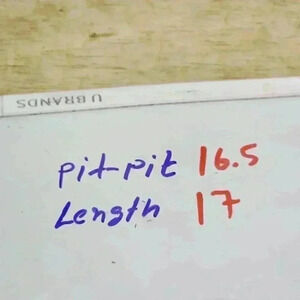 U BRANDS
pit-pit 16.5
Length 17